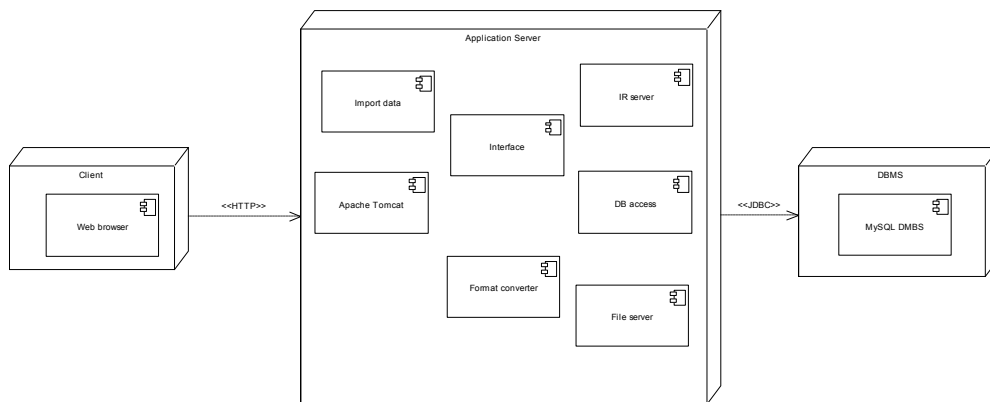 Application Server
Import data
IR server
Interface
Client
Web browser
<<HTTP>>
Apache Tomcat
DB access
<<JDBC>>
DBMS
MySQL DMBS
Format converter
File server